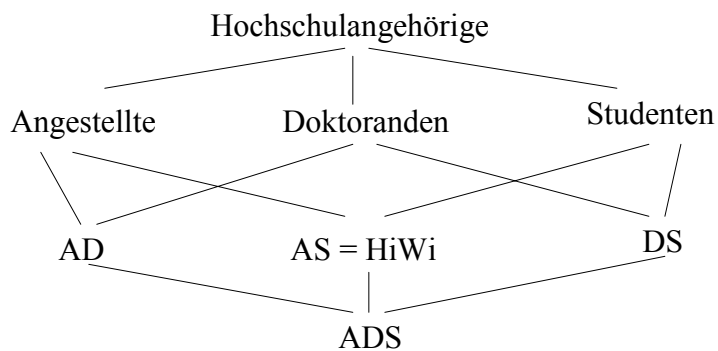 Hochschulangehörige
Angestellte Doktoranden Studenten
AD AS = HiWi DS
ADS